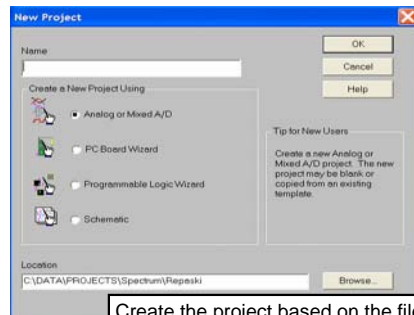 New Project
Name
OK
Cancel
Help
Create a New Project Using
Analog or Mixed A/D
PC Board Wizard
Programmable Logic Wizard
Schematic
Tip for New Users
Create a new Analog or
Mixed A/D project. The new
project may be blank or
copied from an existing
template.
Location
C:\DATA\PROJECTS\Spectrum\Repaski
Browse...
Create the project based on the file